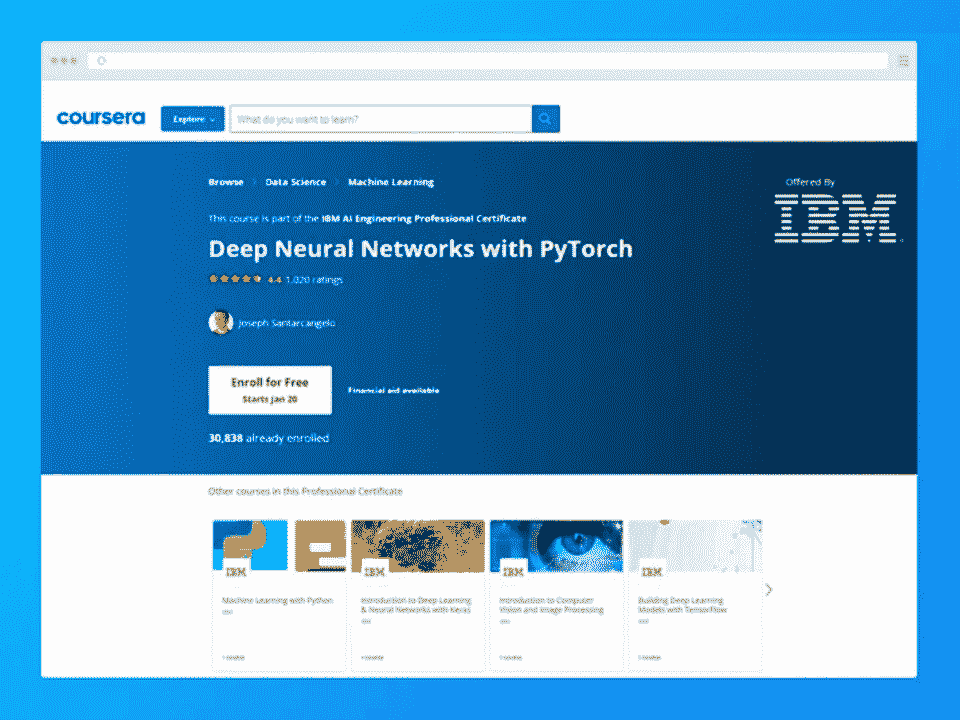 coursera
Explore
What do you want to learn?
Browse > Data Science > Machine Learning
Offered By
IBM
This course is part of the IBM AI Engineering Professional Certificate
Deep Neural Networks with PyTorch
4.4 1,020 ratings
Joseph Santarcangelo
Enroll for Free
Starts Jan 20
Financial aid available
30,838 already enrolled
Other courses in this Professional Certificate
IBM
IBM
IBM
IBM
Machine Learning with Python
Introduction to Deep Learning
& Neural Networks with Keras
Introduction to Computer
Vision and Image Processing
Building Deep Learning
Models with TensorFlow